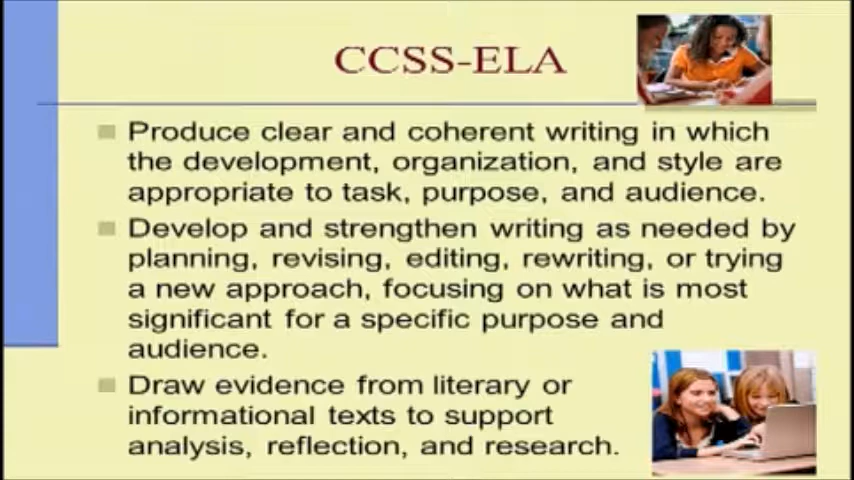 CCSS-ELA
Produce clear and coherent writing in which
the development, organization, and style are
appropriate to task, purpose, and audience.
Develop and strengthen writing as needed by
planning, revising, editing, rewriting, or trying
a new approach, focusing on what is most
significant for a specific purpose and
audience.
Draw evidence from literary or
informational texts to support
analysis, reflection, and research.